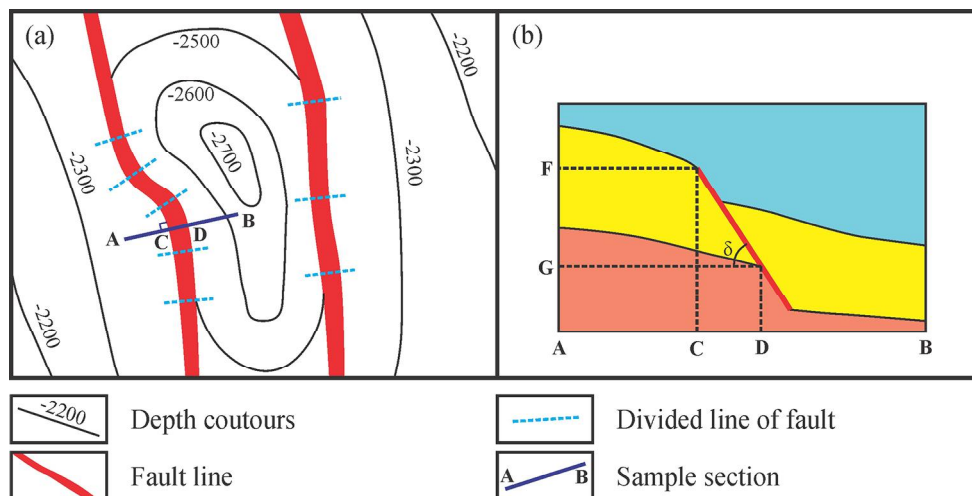 (a)
-2500
-2600
-2700
-2200
-2300
-2300
-2200
A
B
C
D
(b)
F
G
δ
A
C
D
B
-2200
Depth coutours
Divided line of fault
Fault line
A
B
Sample section